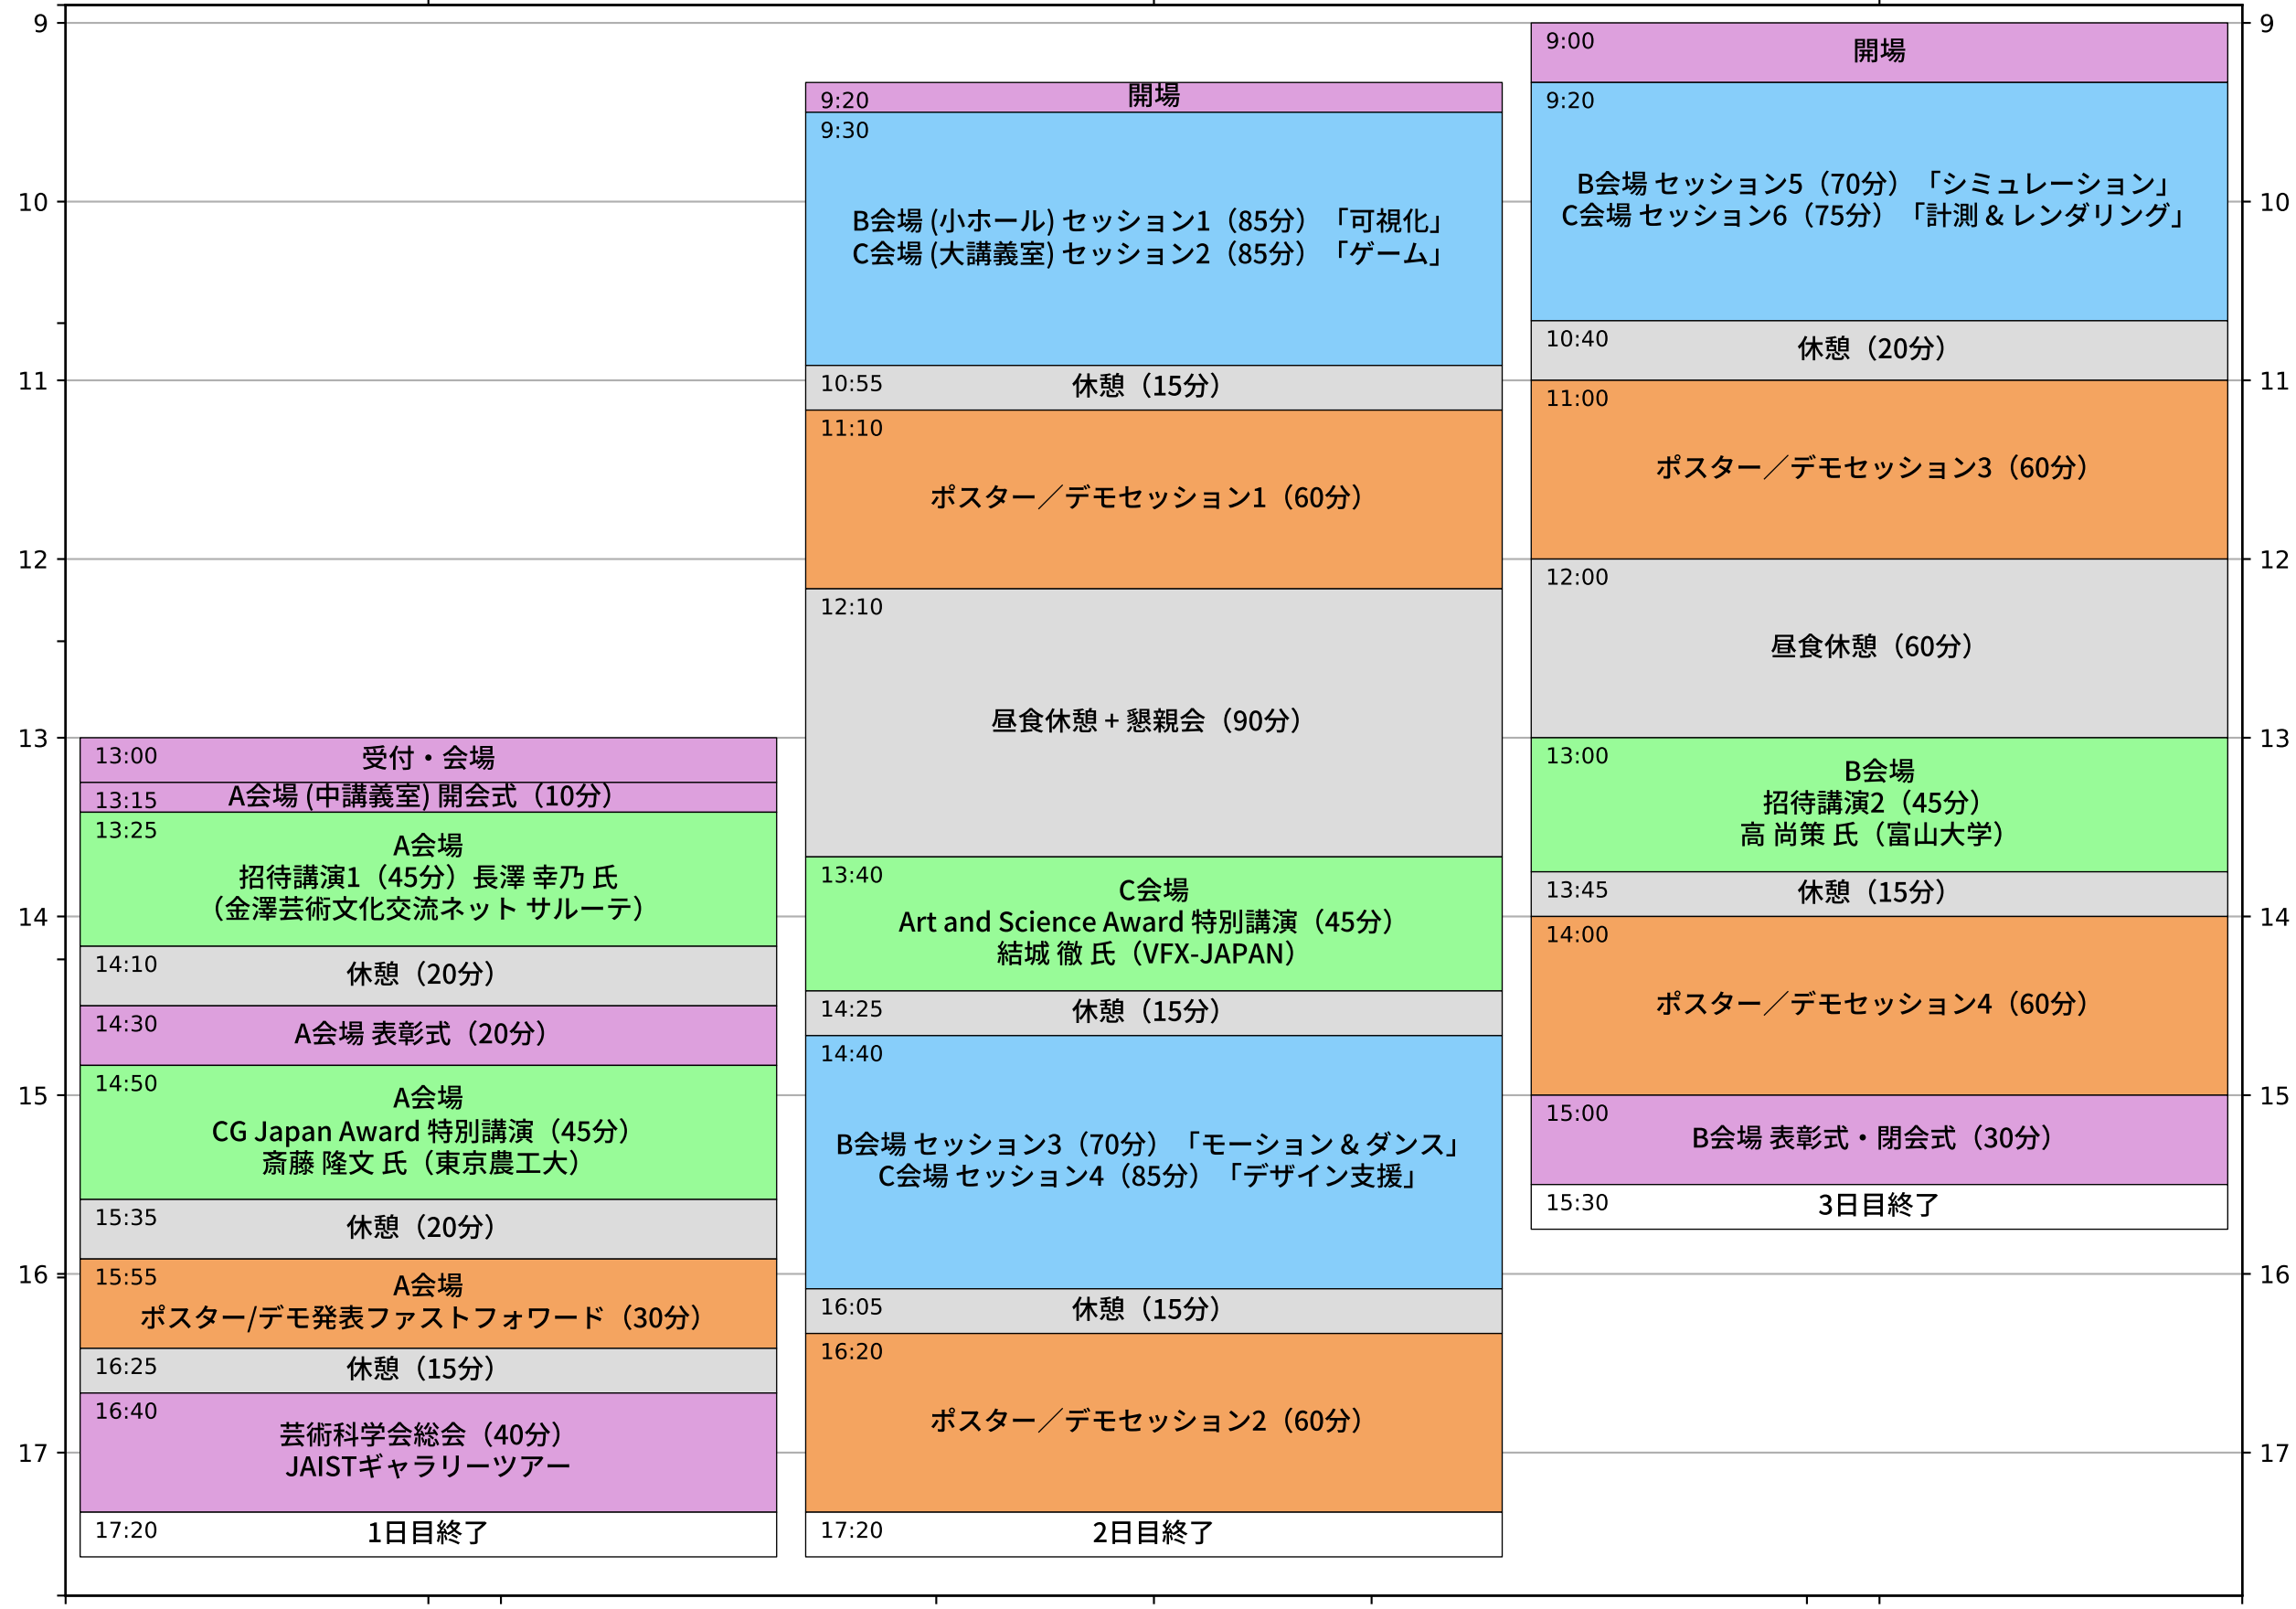 9
10
11
12
13
14
15
16
17
13:00 受付・会場
13:15 A会場 (中講義室) 開会式（10分）
13:25 A会場
招待講演1（45分）長澤 幸乃 氏
（金澤芸術文化交流ネット サルーテ）
14:10 休憩（20分）
14:30 A会場 表彰式（20分）
14:50 A会場
CG Japan Award 特別講演（45分）
斎藤 隆文 氏（東京農工大）
15:35 休憩（20分）
15:55 A会場
ポスター/デモ発表ファストフォワード（30分）
16:25 休憩（15分）
16:40 芸術科学会総会（40分）
JAISTギャラリーツアー
17:20 1日目終了
9:20 開場
9:30
B会場 (小ホール) セッション1（85分）「可視化」
C会場 (大講義室) セッション2（85分）「ゲーム」
10:55 休憩（15分）
11:10
ポスター／デモセッション1（60分）
12:10
昼食休憩 + 懇親会（90分）
13:40 C会場
Art and Science Award 特別講演（45分）
結城 徹 氏（VFX-JAPAN）
14:25 休憩（15分）
14:40
B会場 セッション3（70分）「モーション & ダンス」
C会場 セッション4（85分）「デザイン支援」
16:05 休憩（15分）
16:20
ポスター／デモセッション2（60分）
17:20 2日目終了
9:00 開場
9:20
B会場 セッション5（70分）「シミュレーション」
C会場 セッション6（75分）「計測 & レンダリング」
10:40 休憩（20分）
11:00
ポスター／デモセッション3（60分）
12:00
昼食休憩（60分）
13:00 B会場
招待講演2（45分）
高 尚策 氏（富山大学）
13:45 休憩（15分）
14:00
ポスター／デモセッション4（60分）
15:00 B会場 表彰式・閉会式（30分）
15:30 3日目終了
9
10
11
12
13
14
15
16
17